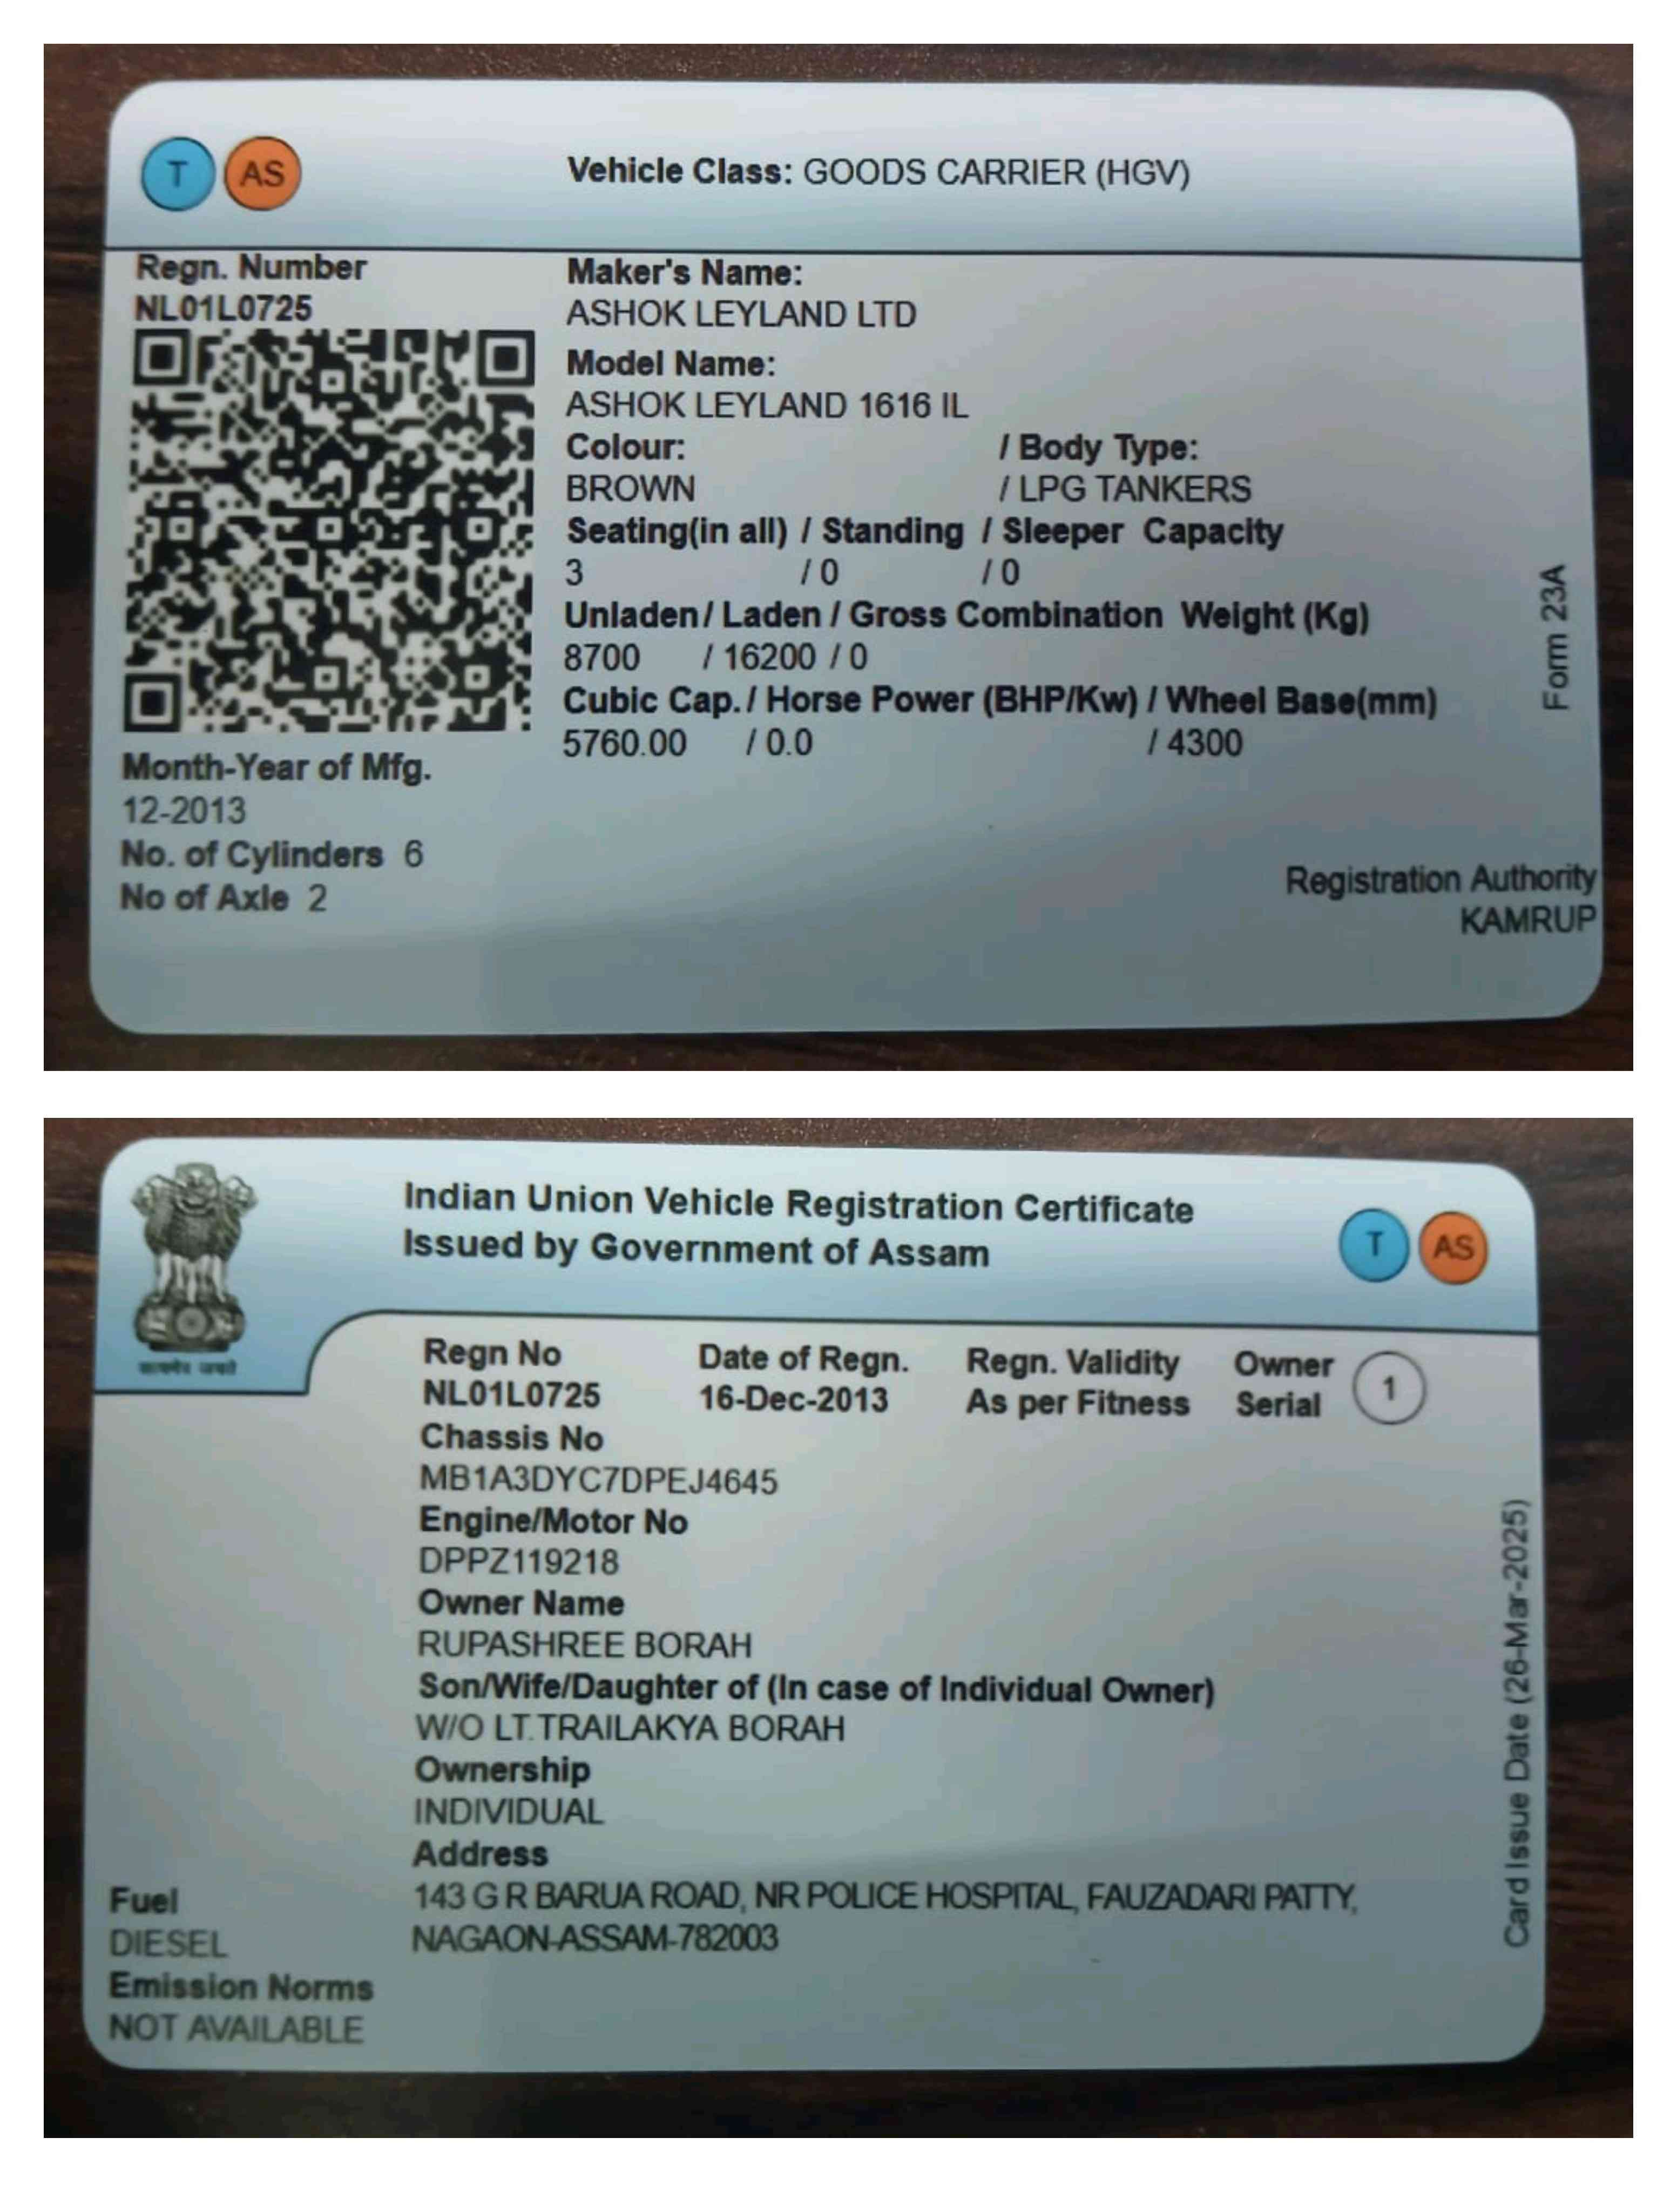 T AS Vehicle Class: GOODS CARRIER (HGV)
Regn. Number
NL01L0725
Maker's Name:
ASHOK LEYLAND LTD
Model Name:
ASHOK LEYLAND 1616 IL
Colour: / Body Type:
BROWN / LPG TANKERS
Seating(in all) / Standing / Sleeper Capacity
3 / 0 / 0
Unladen / Laden / Gross Combination Weight (Kg)
8700 / 16200 / 0
Cubic Cap. / Horse Power (BHP/Kw) / Wheel Base(mm)
5760.00 / 0.0 / 4300
Month-Year of Mfg.
12-2013
No. of Cylinders 6
No of Axle 2
Form 23A
Registration Authority
KAMRUP
Indian Union Vehicle Registration Certificate
Issued by Government of Assam
T AS
सत्यमेव जयते
Regn No Date of Regn. Regn. Validity Owner
NL01L0725 16-Dec-2013 As per Fitness Serial 1
Chassis No
MB1A3DYC7DPEJ4645
Engine/Motor No
DPPZ119218
Owner Name
RUPASHREE BORAH
Son/Wife/Daughter of (In case of Individual Owner)
W/O LT.TRAILAKYA BORAH
Ownership
INDIVIDUAL
Address
143 G R BARUA ROAD, NR POLICE HOSPITAL, FAUZADARI PATTY,
NAGAON-ASSAM-782003
Fuel
DIESEL
Emission Norms
NOT AVAILABLE
Card Issue Date (26-Mar-2025)